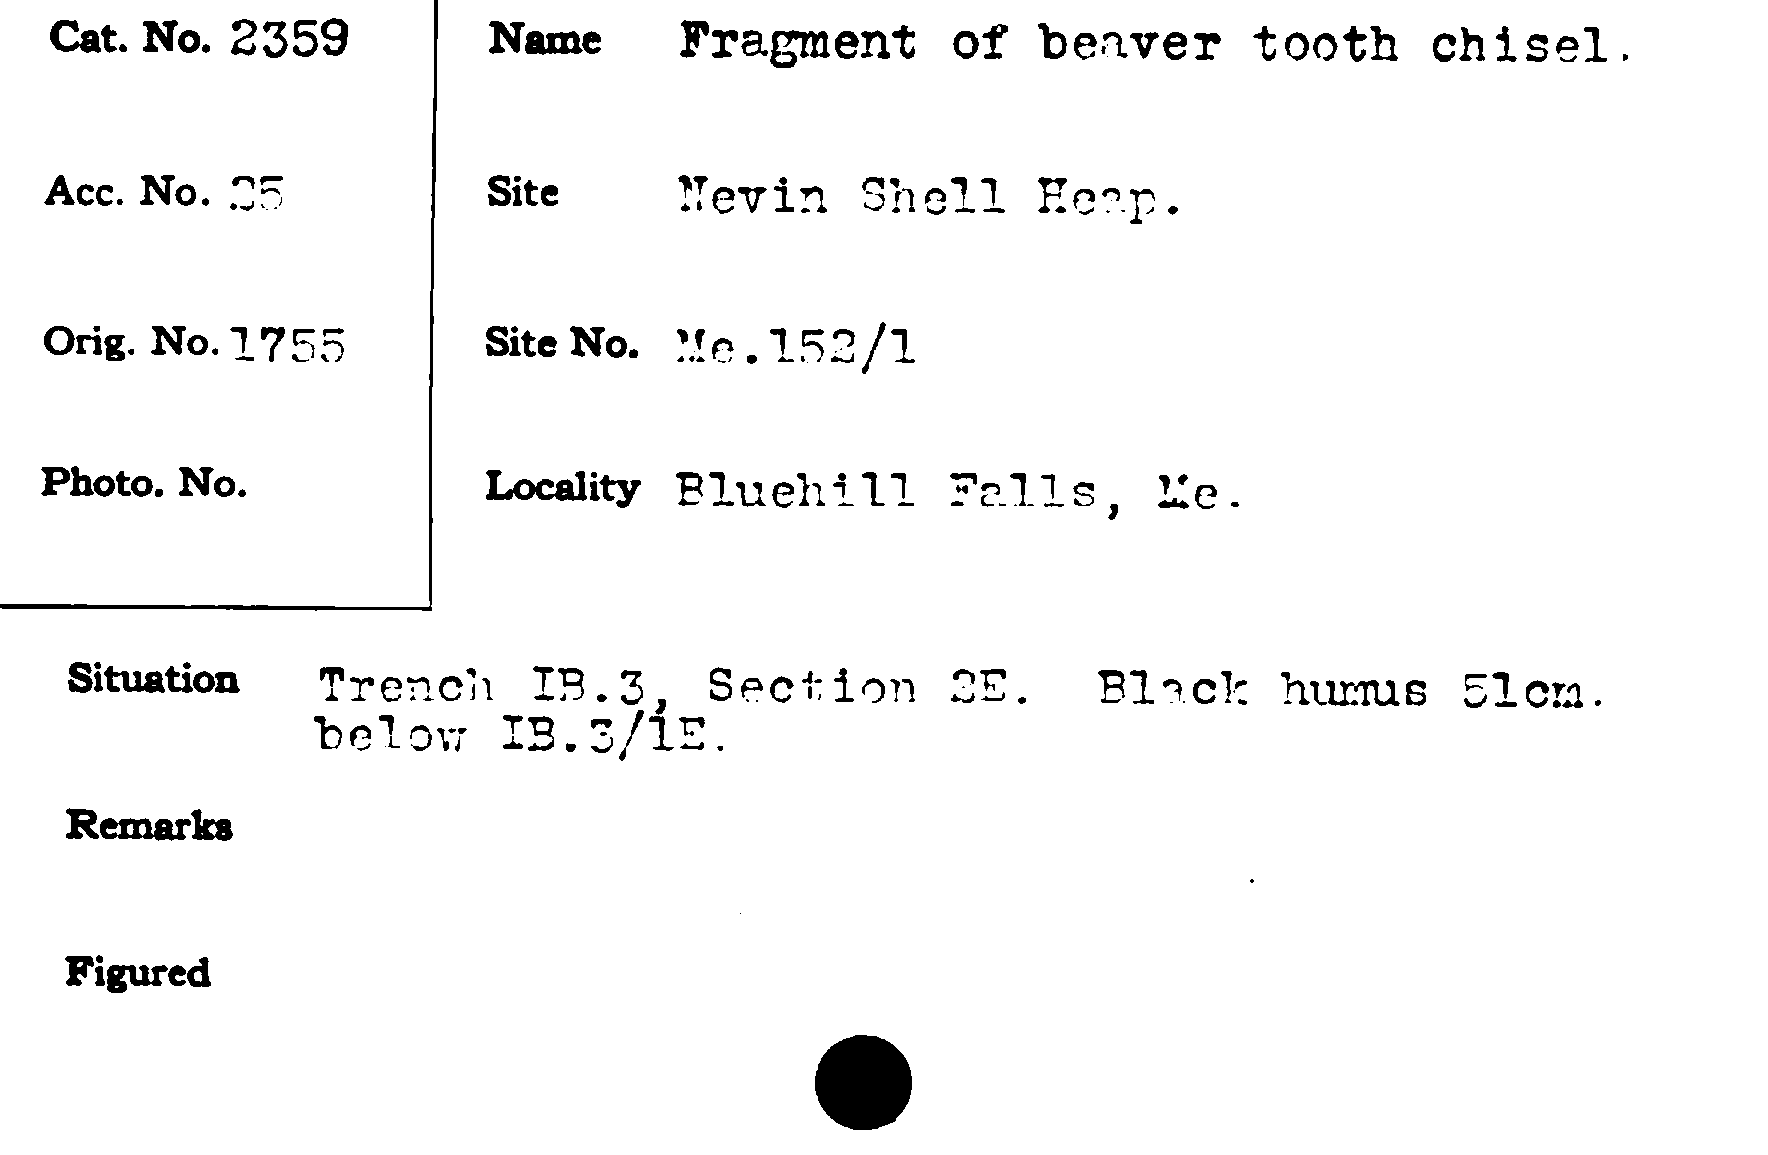 Cat. No. 2359
Name Fragment of beaver tooth chisel.
Acc. No. 35
Site Nevin Shell Heap.
Orig. No. 1755
Site No. Me.152/1
Photo. No.
Locality Bluehill Falls, Me.
Situation Trench IB.3, Section 2E. Black humus 51cm.
below IB.3/1E.
Remarks
Figured